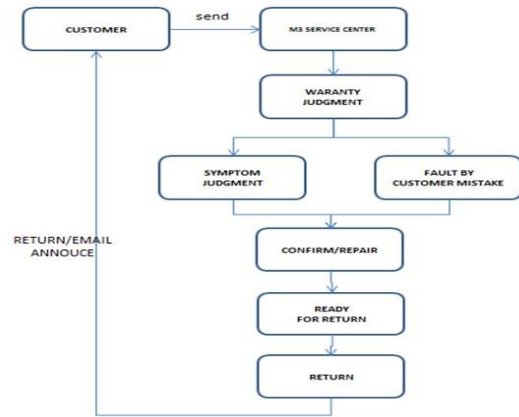 CUSTOMER
send
M3 SERVICE CENTER
WARANTY
JUDGMENT
SYMPTOM
JUDGMENT
FAULT BY
CUSTOMER MISTAKE
RETURN/EMAIL
ANNOUCE
CONFIRM/REPAIR
READY
FOR RETURN
RETURN